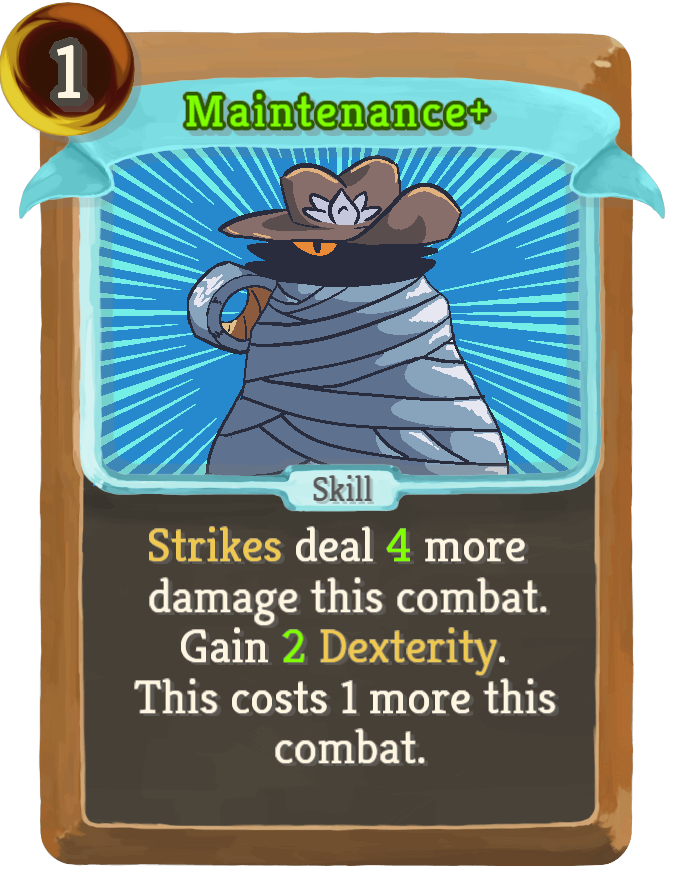 1
Maintenance+
Skill
Strikes deal 4 more
damage this combat.
Gain 2 Dexterity.
This costs 1 more this
combat.